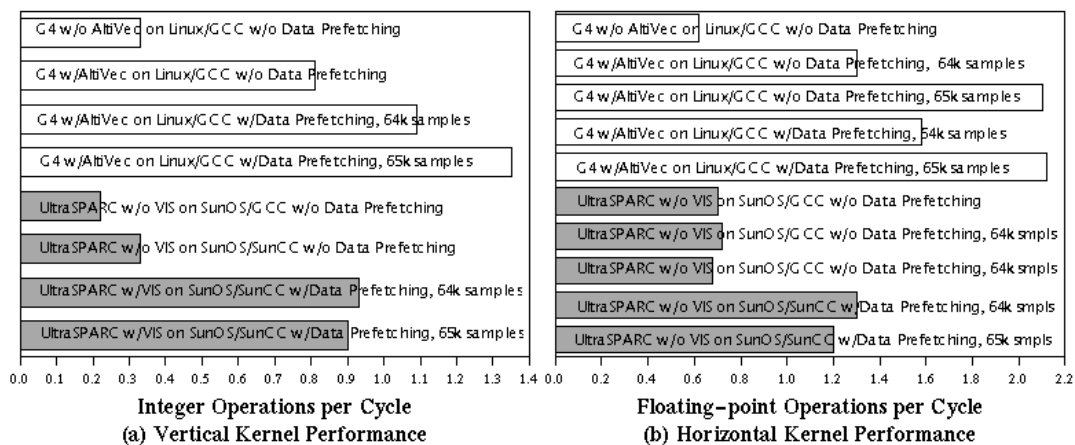 G4 w/o AltiVec on Linux/GCC w/o Data Prefetching
G4 w/AltiVec on Linux/GCC w/o Data Prefetching
G4 w/AltiVec on Linux/GCC w/Data Prefetching, 64k samples
G4 w/AltiVec on Linux/GCC w/Data Prefetching, 65k samples
UltraSPARC w/o VIS on SunOS/GCC w/o Data Prefetching
UltraSPARC w/o VIS on SunOS/SunCC w/o Data Prefetching
UltraSPARC w/VIS on SunOS/SunCC w/Data Prefetching, 64k samples
UltraSPARC w/VIS on SunOS/SunCC w/Data Prefetching, 65k samples
0.0 0.1 0.2 0.3 0.4 0.5 0.6 0.7 0.8 0.9 1.0 1.1 1.2 1.3 1.4
Integer Operations per Cycle
(a) Vertical Kernel Performance
G4 w/o AltiVec on Linux/GCC w/o Data Prefetching
G4 w/AltiVec on Linux/GCC w/o Data Prefetching, 64k samples
G4 w/AltiVec on Linux/GCC w/o Data Prefetching, 65k samples
G4 w/AltiVec on Linux/GCC w/Data Prefetching, 64k samples
G4 w/AltiVec on Linux/GCC w/Data Prefetching, 65k samples
UltraSPARC w/o VIS on SunOS/GCC w/o Data Prefetching
UltraSPARC w/o VIS on SunOS/GCC w/o Data Prefetching, 64k smpls
UltraSPARC w/o VIS on SunOS/GCC w/o Data Prefetching, 64k smpls
UltraSPARC w/o VIS on SunOS/SunCC w/Data Prefetching, 64k smpls
UltraSPARC w/o VIS on SunOS/SunCC w/Data Prefetching, 65k smpls
0.0 0.2 0.4 0.6 0.8 1.0 1.2 1.4 1.6 1.8 2.0 2.2
Floating-point Operations per Cycle
(b) Horizontal Kernel Performance